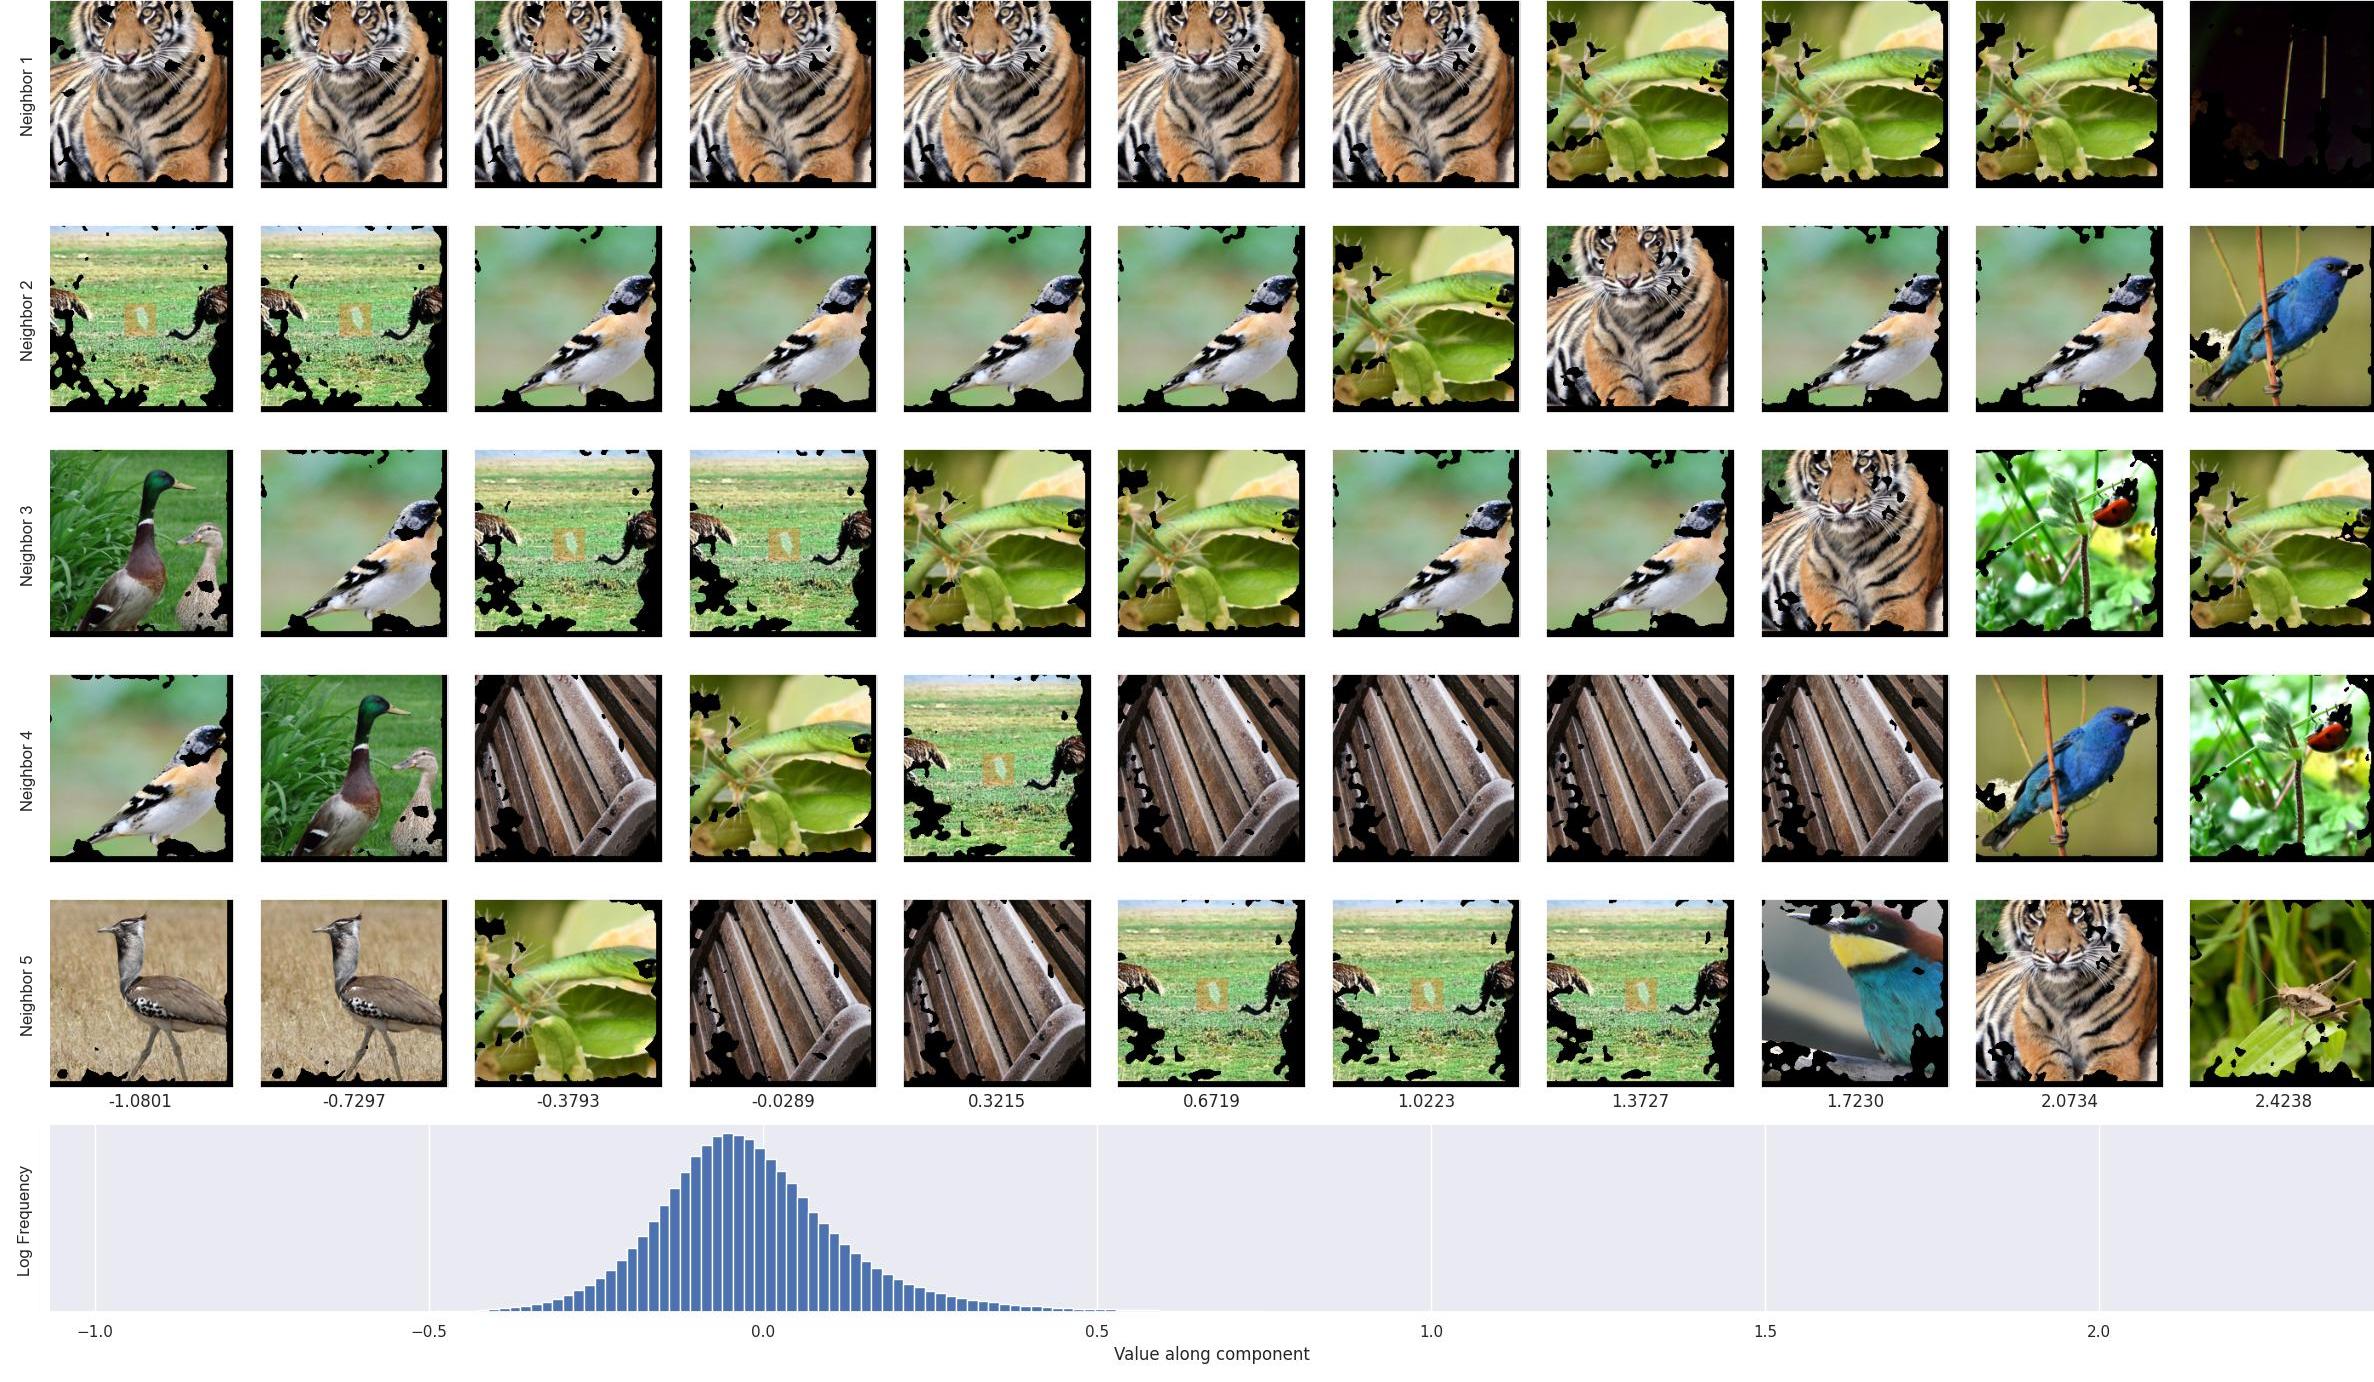 Neighbor 1
Neighbor 2
Neighbor 3
Neighbor 4
Neighbor 5
-1.0801 -0.7297 -0.3793 -0.0289 0.3215 0.6719 1.0223 1.3727 1.7230 2.0734 2.4238
Log Frequency
−1.0 −0.5 0.0 0.5 1.0 1.5 2.0
Value along component